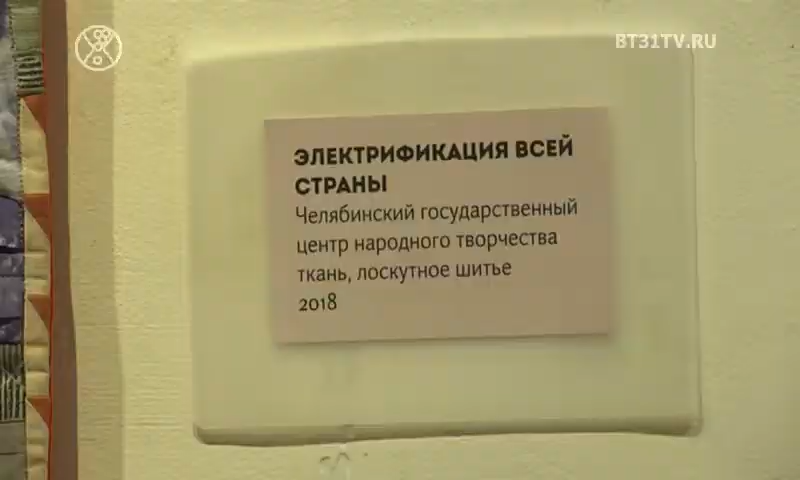 BT31TV.RU
ЭЛЕКТРИФИКАЦИЯ ВСЕЙ
СТРАНЫ
Челябинский государственный
центр народного творчества
ткань, лоскутное шитье
2018